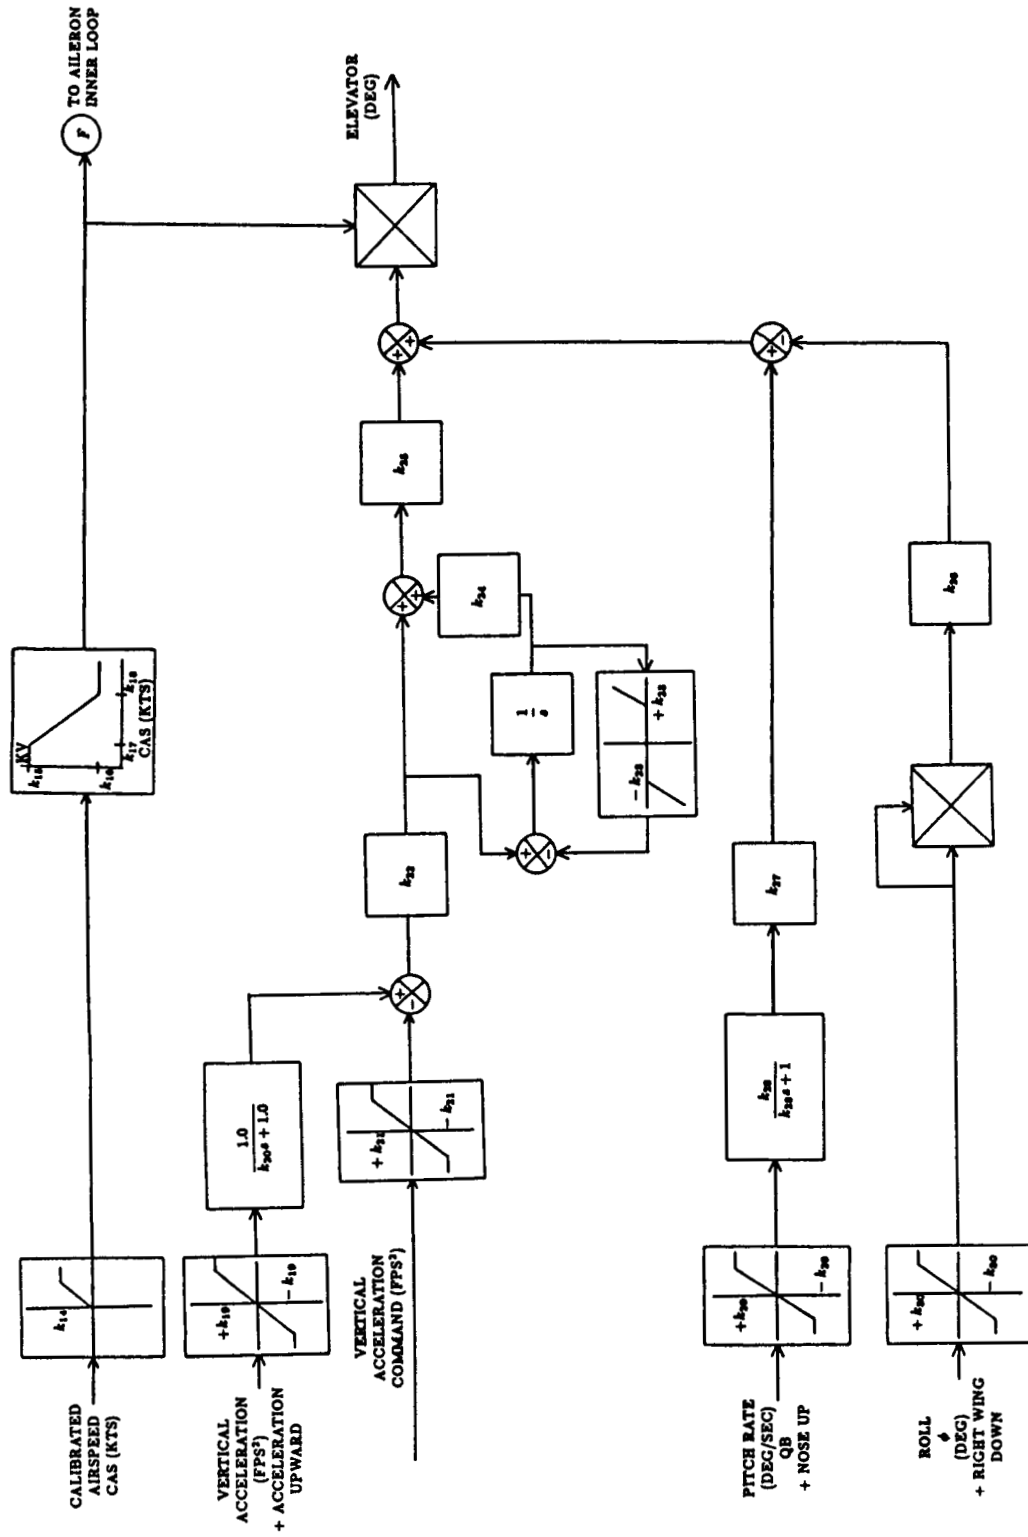 CALIBRATED
AIRSPEED
CAS (KTS)
k₁₄
KV
k₁₅
k₁₆
k₁₇
k₁₈
CAS (KTS)
F
TO AILERON
INNER LOOP
VERTICAL
ACCELERATION
(FPS²)
+ ACCELERATION
UPWARD
+k₁₉
−k₁₉
1.0
k₂₀s + 1.0
VERTICAL
ACCELERATION
COMMAND (FPS²)
+k₂₁
−k₂₁
+
−
k₂₂
+
−
1
s
−k₂₃
+k₂₃
k₂₄
+
+
k₂₅
+
+
ELEVATOR
(DEG)
PITCH RATE
(DEG/SEC)
QB
+ NOSE UP
+k₂₉
−k₂₉
k₂₈
k₂₈s + 1
k₂₇
+
−
ROLL
ϕ
(DEG)
+ RIGHT WING
DOWN
+k₃₀
−k₃₀
k₂₆